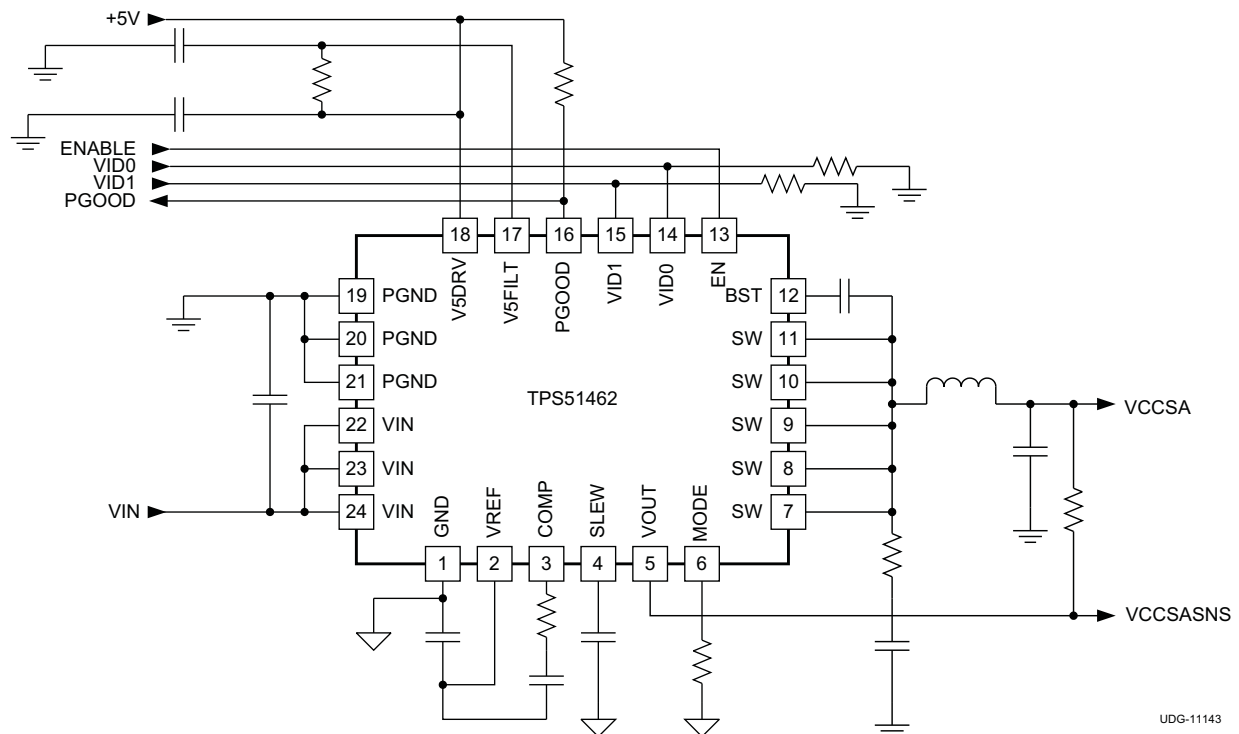 +5V
ENABLE
VID0
VID1
PGOOD
18
17
16
15
14
13
V5DRV
V5FILT
PGOOD
VID1
VID0
EN
19 PGND
20 PGND
21 PGND
22 VIN
23 VIN
24 VIN
VIN
TPS51462
BST 12
SW 11
SW 10
SW 9
SW 8
SW 7
VCCSA
GND
VREF
COMP
SLEW
VOUT
MODE
1
2
3
4
5
6
VCCSASNS
UDG-11143